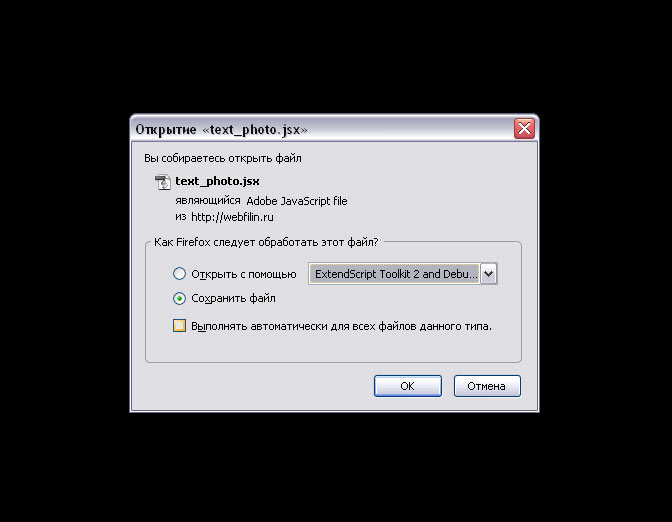 Открытие «text_photo.jsx»
Вы собираетесь открыть файл
text_photo.jsx
являющийся Adobe JavaScript file
из http://webfilin.ru
Как Firefox следует обработать этот файл?
Открыть с помощью ExtendScript Toolkit 2 and Debu...
Сохранить файл
Выполнять автоматически для всех файлов данного типа.
OK Отмена